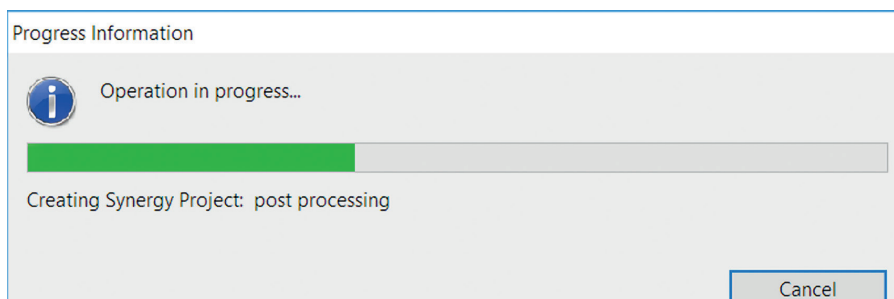 Progress Information
Operation in progress...
Creating Synergy Project: post processing
Cancel